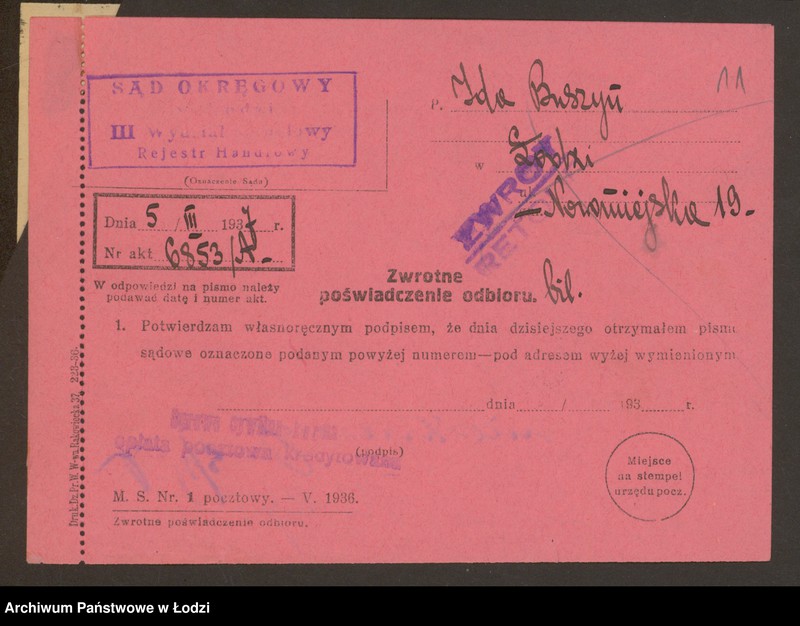 SĄD OKRĘGOWY
III Wydział
Rejestr Handlowy
(Oznaczenie Sądu)
11
P. Ida Buszyn
w Łodzi
ul. Nowomiejska 19.
ZWROT
RET
Dnia 5 / III 1937 r.
Nr akt 6853/A.
W odpowiedzi na pismo należy
podawać datę i numer akt.
Zwrotne
poświadczenie odbioru. bil.
1. Potwierdzam własnoręcznym podpisem, że dnia dzisiejszego otrzymałem pismo
sądowe oznaczone podanym powyżej numerem—pod adresem wyżej wymienionym
dnia / 193 r.
(podpis)
opłata pocztowa kredytowana
Miejsce
na stempel
urzędu pocz.
M. S. Nr. 1 pocztowy. — V. 1936.
Zwrotne poświadczenie odbioru.
Archiwum Państwowe w Łodzi